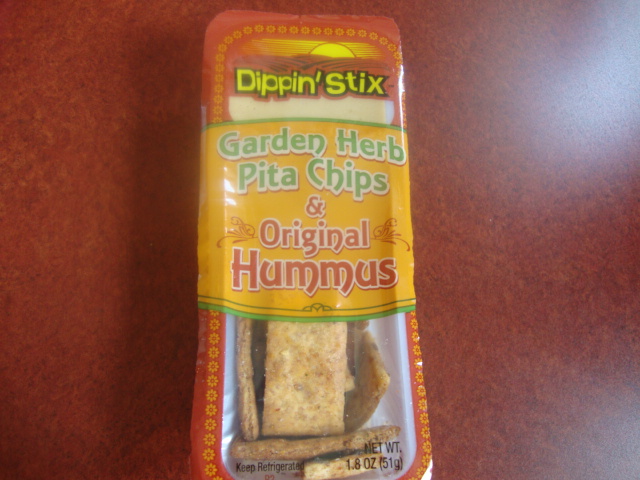 Dippin' Stix
Garden Herb
Pita Chips
&
Original
Hummus
NET WT.
Keep Refrigerated 1.8 OZ (51g)